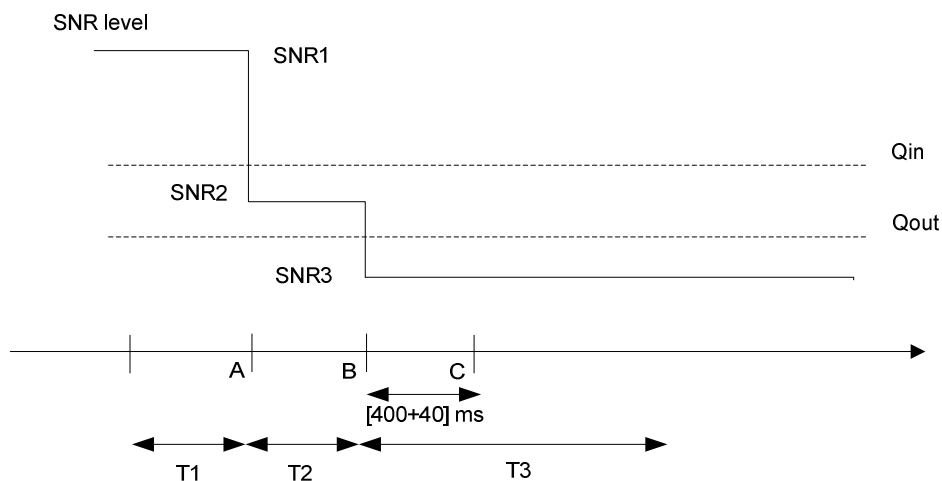 SNR level
SNR1
Qin
SNR2
Qout
SNR3
A
B
C
[400+40] ms
T1
T2
T3